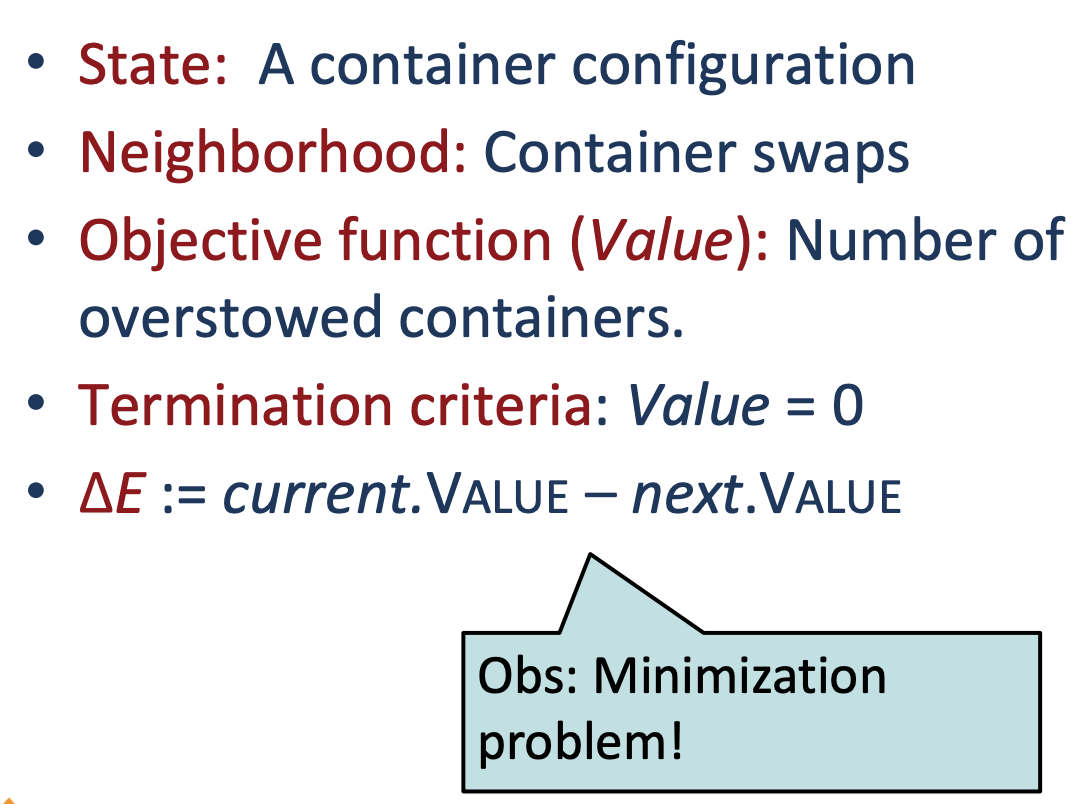 • State: A container configuration
• Neighborhood: Container swaps
• Objective function (Value): Number of
overstowed containers.
• Termination criteria: Value = 0
• ΔE := current.VALUE – next.VALUE
Obs: Minimization
problem!